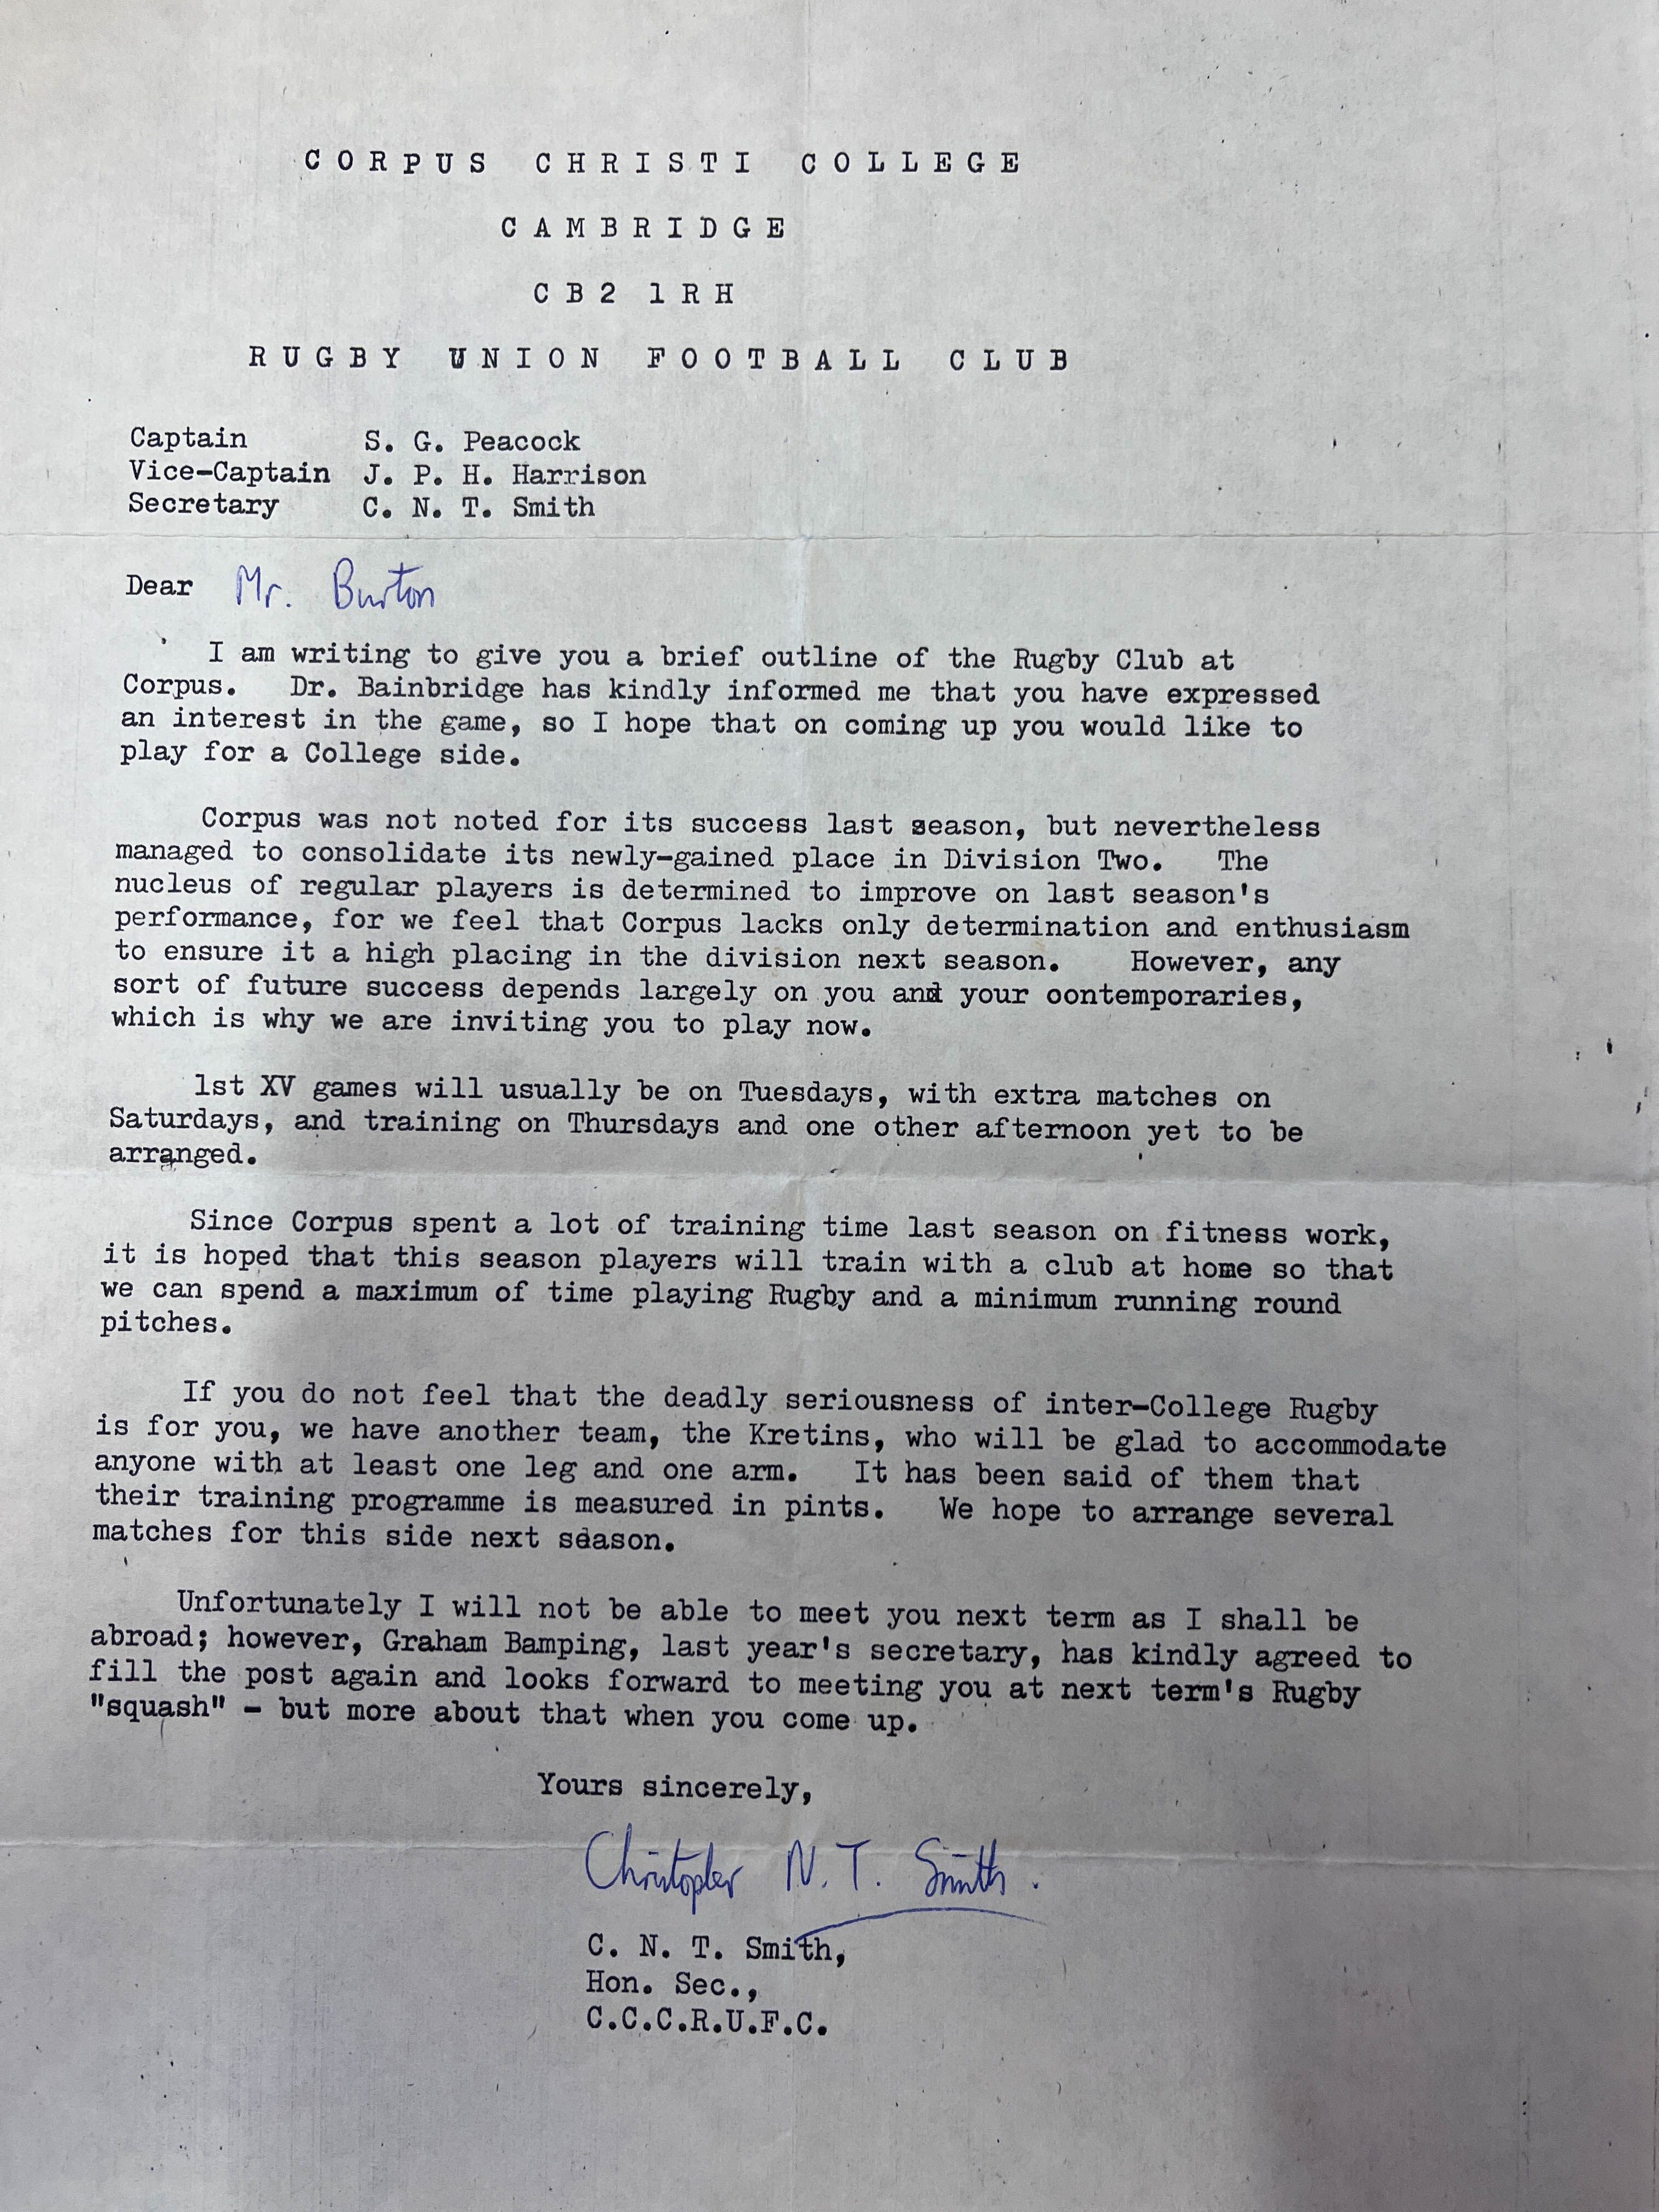 CORPUS CHRISTI COLLEGE
CAMBRIDGE
CB2 1RH
RUGBY UNION FOOTBALL CLUB
Captain S. G. Peacock
Vice-Captain J. P. H. Harrison
Secretary C. N. T. Smith
Dear Mr. Burton
I am writing to give you a brief outline of the Rugby Club at
Corpus. Dr. Bainbridge has kindly informed me that you have expressed
an interest in the game, so I hope that on coming up you would like to
play for a College side.
Corpus was not noted for its success last season, but nevertheless
managed to consolidate its newly-gained place in Division Two. The
nucleus of regular players is determined to improve on last season's
performance, for we feel that Corpus lacks only determination and enthusiasm
to ensure it a high placing in the division next season. However, any
sort of future success depends largely on you and your contemporaries,
which is why we are inviting you to play now.
1st XV games will usually be on Tuesdays, with extra matches on
Saturdays, and training on Thursdays and one other afternoon yet to be
arranged.
Since Corpus spent a lot of training time last season on fitness work,
it is hoped that this season players will train with a club at home so that
we can spend a maximum of time playing Rugby and a minimum running round
pitches.
If you do not feel that the deadly seriousness of inter-College Rugby
is for you, we have another team, the Kretins, who will be glad to accommodate
anyone with at least one leg and one arm. It has been said of them that
their training programme is measured in pints. We hope to arrange several
matches for this side next season.
Unfortunately I will not be able to meet you next term as I shall be
abroad; however, Graham Bamping, last year's secretary, has kindly agreed to
fill the post again and looks forward to meeting you at next term's Rugby
"squash" - but more about that when you come up.
Yours sincerely,
Christopher N. T. Smith.
C. N. T. Smith,
Hon. Sec.,
C.C.C.R.U.F.C.